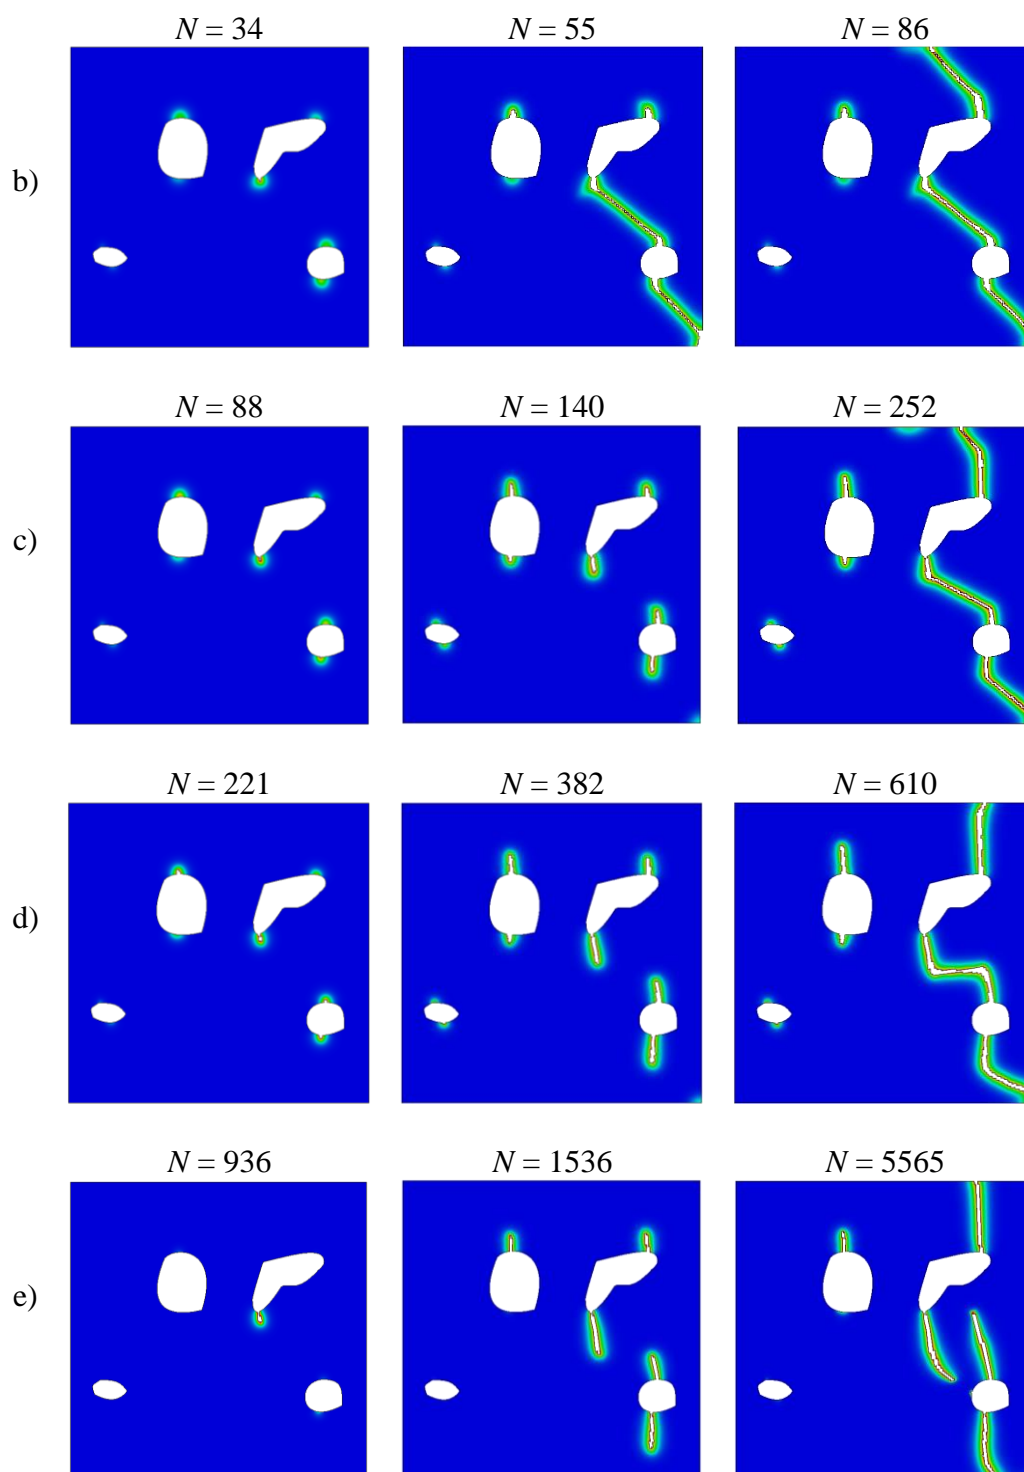 N = 34 N = 55 N = 86
b)
N = 88 N = 140 N = 252
c)
N = 221 N = 382 N = 610
d)
N = 936 N = 1536 N = 5565
e)